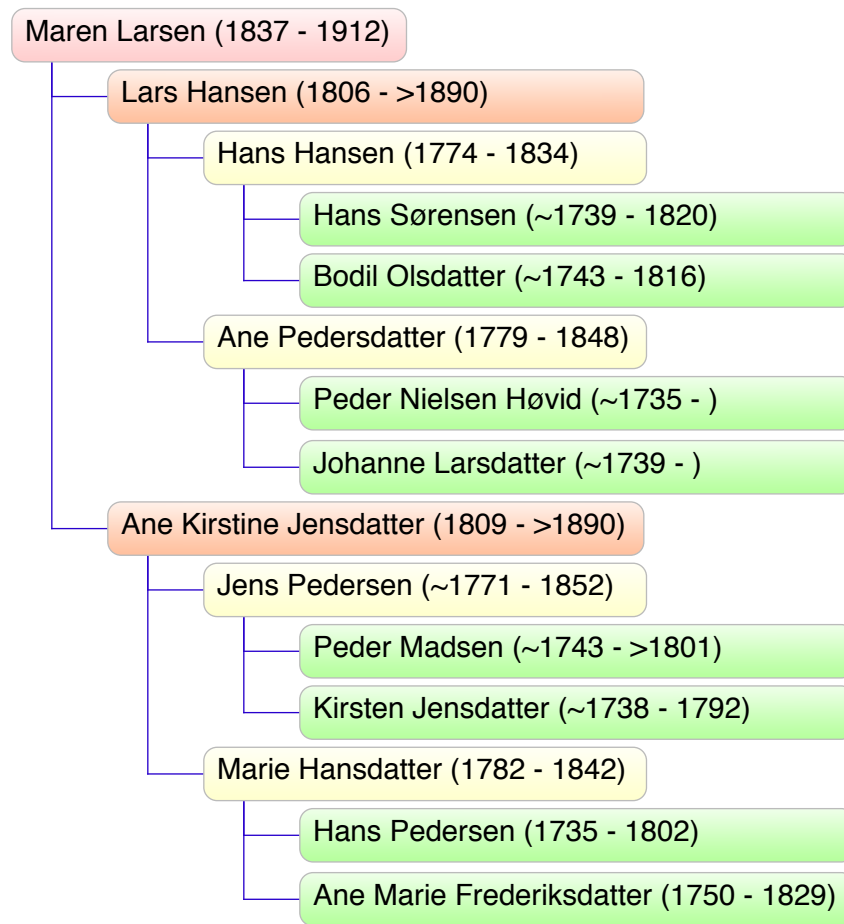 Maren Larsen (1837 - 1912)
Lars Hansen (1806 - >1890)
Hans Hansen (1774 - 1834)
Hans Sørensen (~1739 - 1820)
Bodil Olsdatter (~1743 - 1816)
Ane Pedersdatter (1779 - 1848)
Peder Nielsen Høvid (~1735 - )
Johanne Larsdatter (~1739 - )
Ane Kirstine Jensdatter (1809 - >1890)
Jens Pedersen (~1771 - 1852)
Peder Madsen (~1743 - >1801)
Kirsten Jensdatter (~1738 - 1792)
Marie Hansdatter (1782 - 1842)
Hans Pedersen (1735 - 1802)
Ane Marie Frederiksdatter (1750 - 1829)